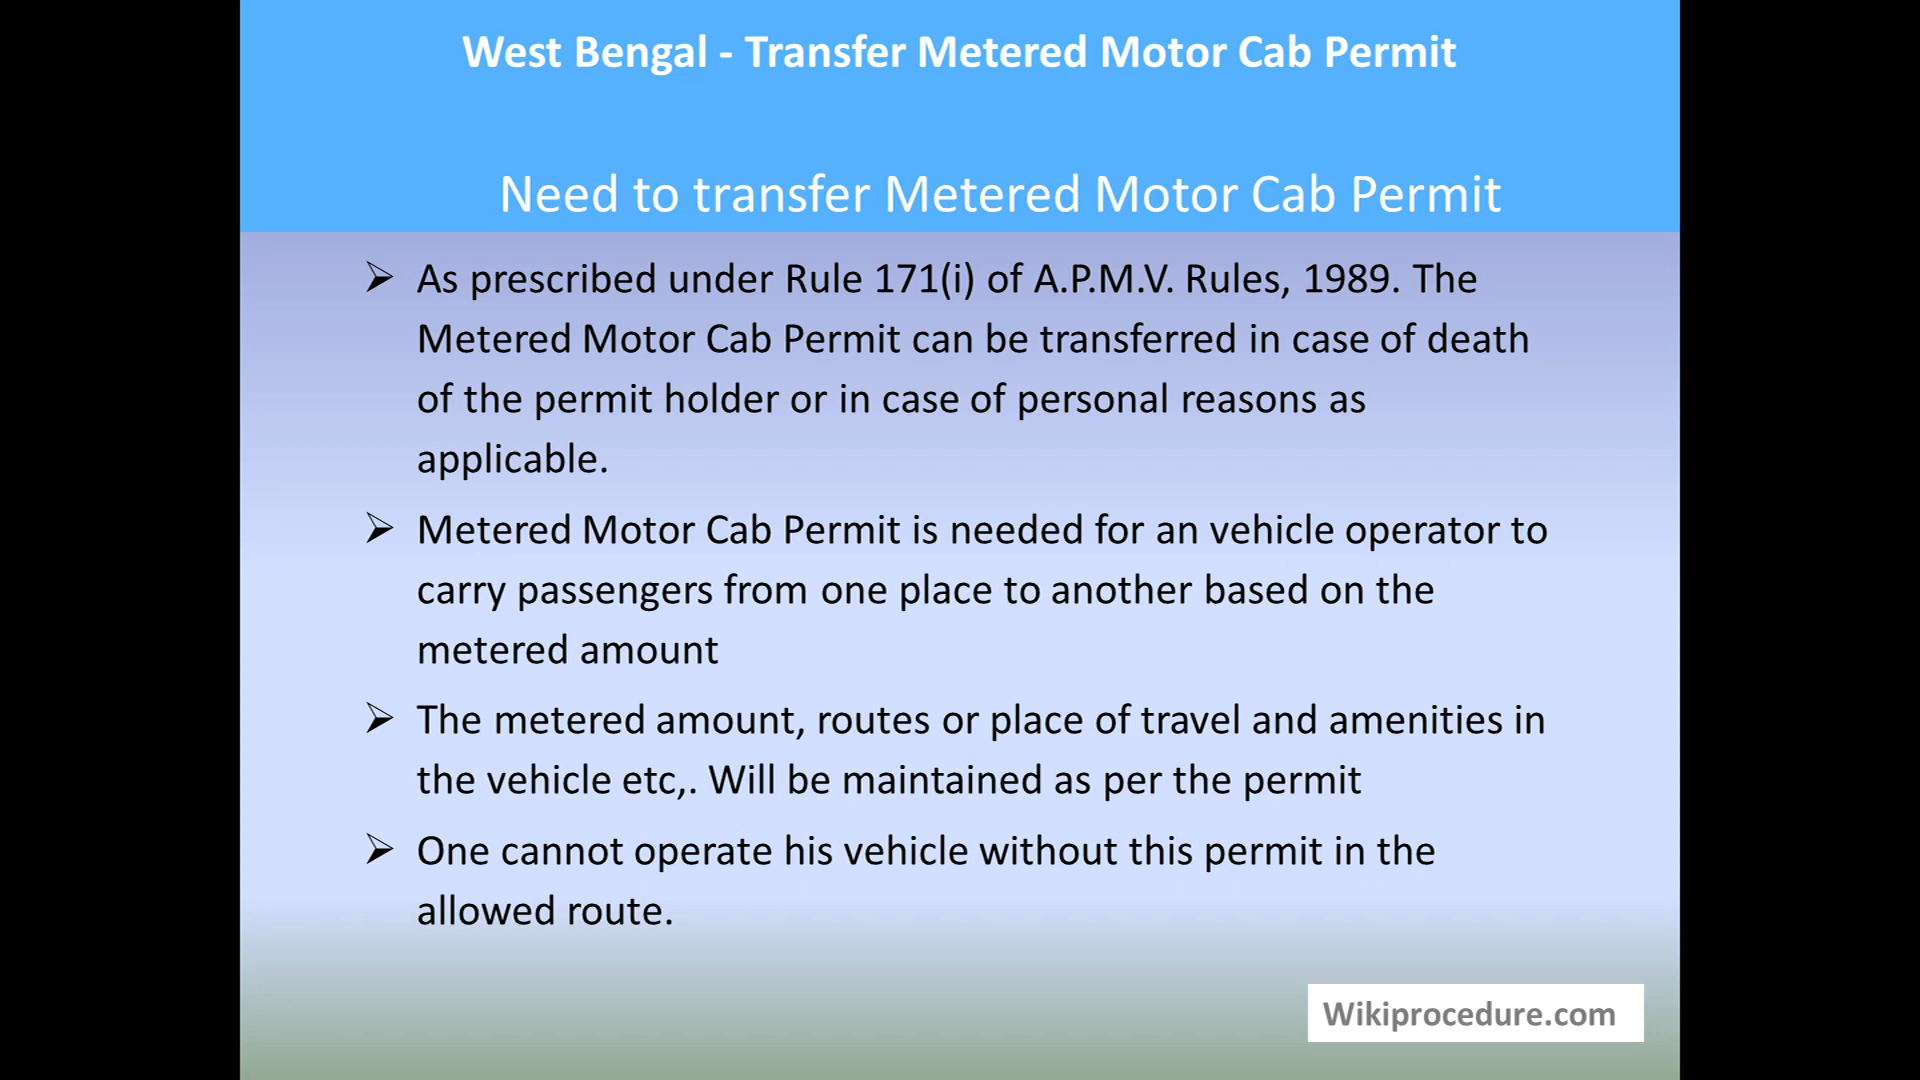 West Bengal - Transfer Metered Motor Cab Permit
Need to transfer Metered Motor Cab Permit
➢ As prescribed under Rule 171(i) of A.P.M.V. Rules, 1989. The
Metered Motor Cab Permit can be transferred in case of death
of the permit holder or in case of personal reasons as
applicable.
➢ Metered Motor Cab Permit is needed for an vehicle operator to
carry passengers from one place to another based on the
metered amount
➢ The metered amount, routes or place of travel and amenities in
the vehicle etc,. Will be maintained as per the permit
➢ One cannot operate his vehicle without this permit in the
allowed route.
Wikiprocedure.com